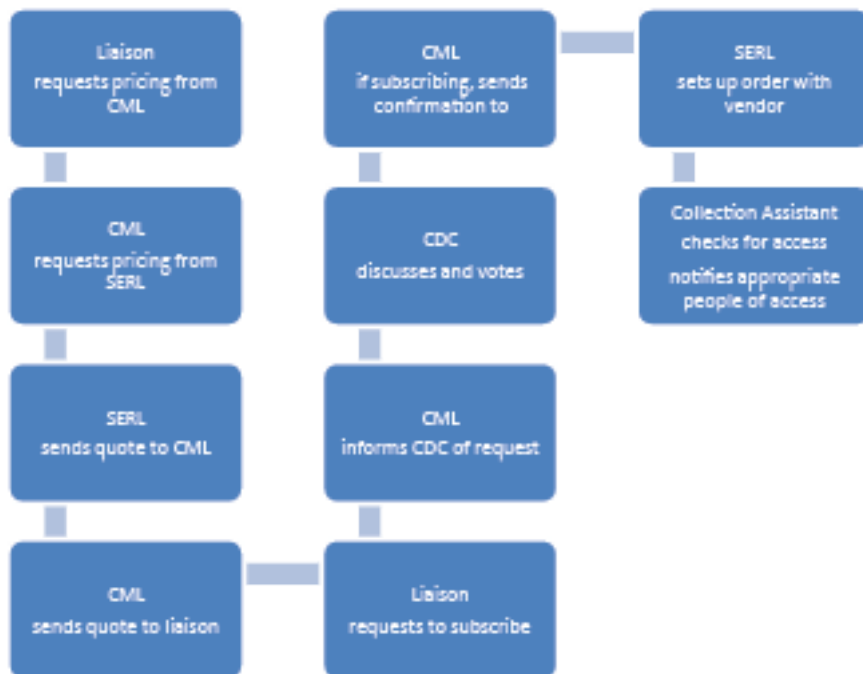 Liaison
requests pricing from
CML
CML
requests pricing from
SERL
SERL
sends quote to CML
CML
sends quote to liaison
Liaison
requests to subscribe
CML
informs CDC of request
CDC
discusses and votes
CML
if subscribing, sends
confirmation to
SERL
sets up order with
vendor
Collection Assistant
checks for access
notifies appropriate
people of access